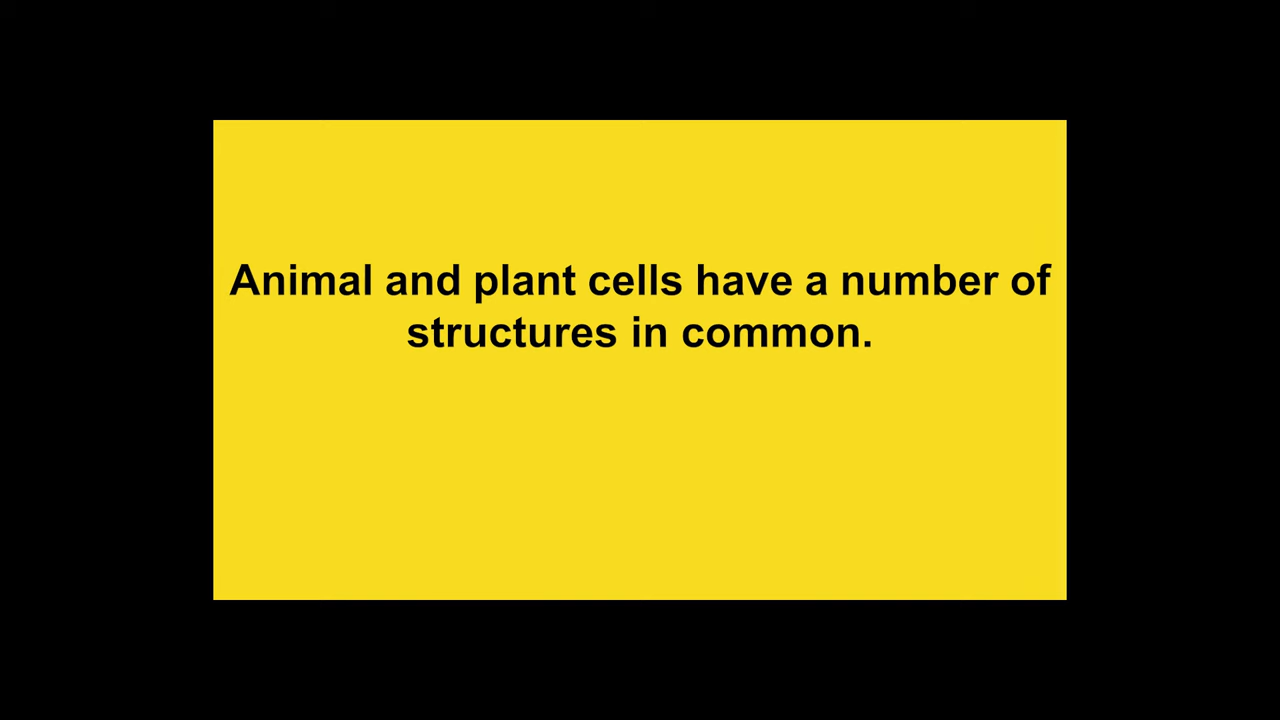 Animal and plant cells have a number of
structures in common.